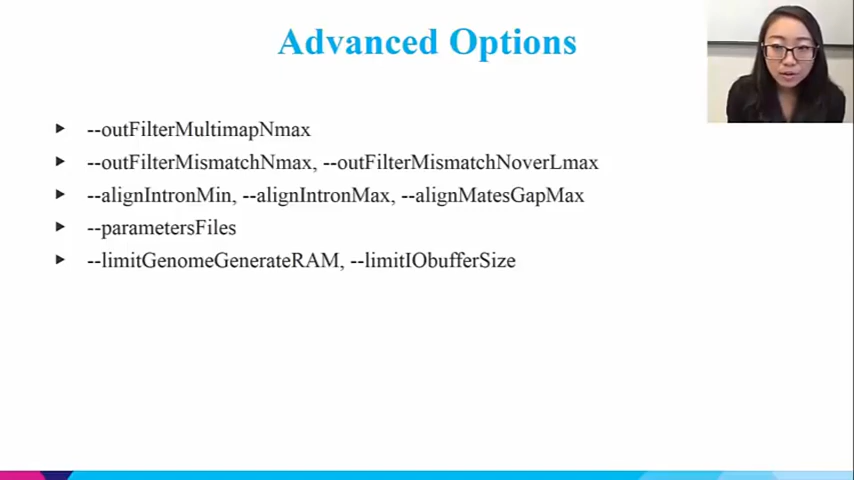 Advanced Options
--outFilterMultimapNmax
--outFilterMismatchNmax, --outFilterMismatchNoverLmax
--alignIntronMin, --alignIntronMax, --alignMatesGapMax
--parametersFiles
--limitGenomeGenerateRAM, --limitIObufferSize